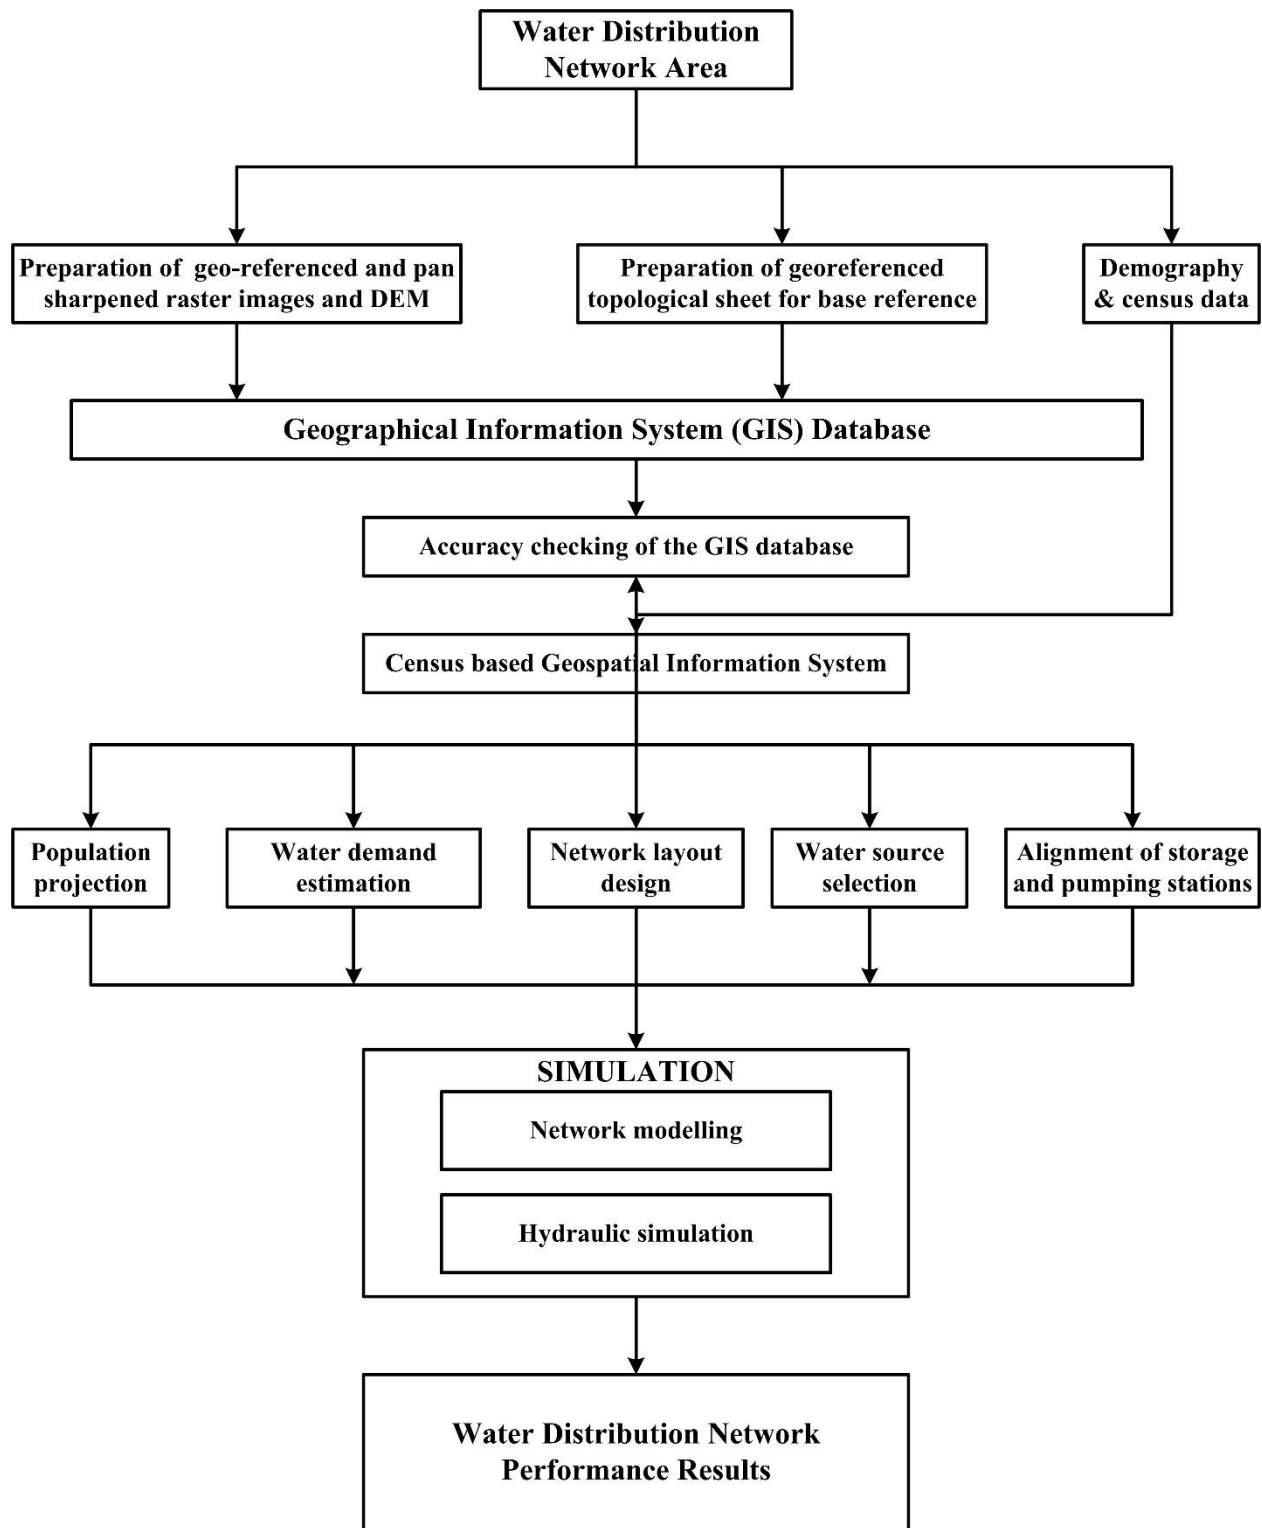 Water Distribution
Network Area
Preparation of geo-referenced and pan
sharpened raster images and DEM
Preparation of georeferenced
topological sheet for base reference
Demography
& census data
Geographical Information System (GIS) Database
Accuracy checking of the GIS database
Census based Geospatial Information System
Population
projection
Water demand
estimation
Network layout
design
Water source
selection
Alignment of storage
and pumping stations
SIMULATION
Network modelling
Hydraulic simulation
Water Distribution Network
Performance Results